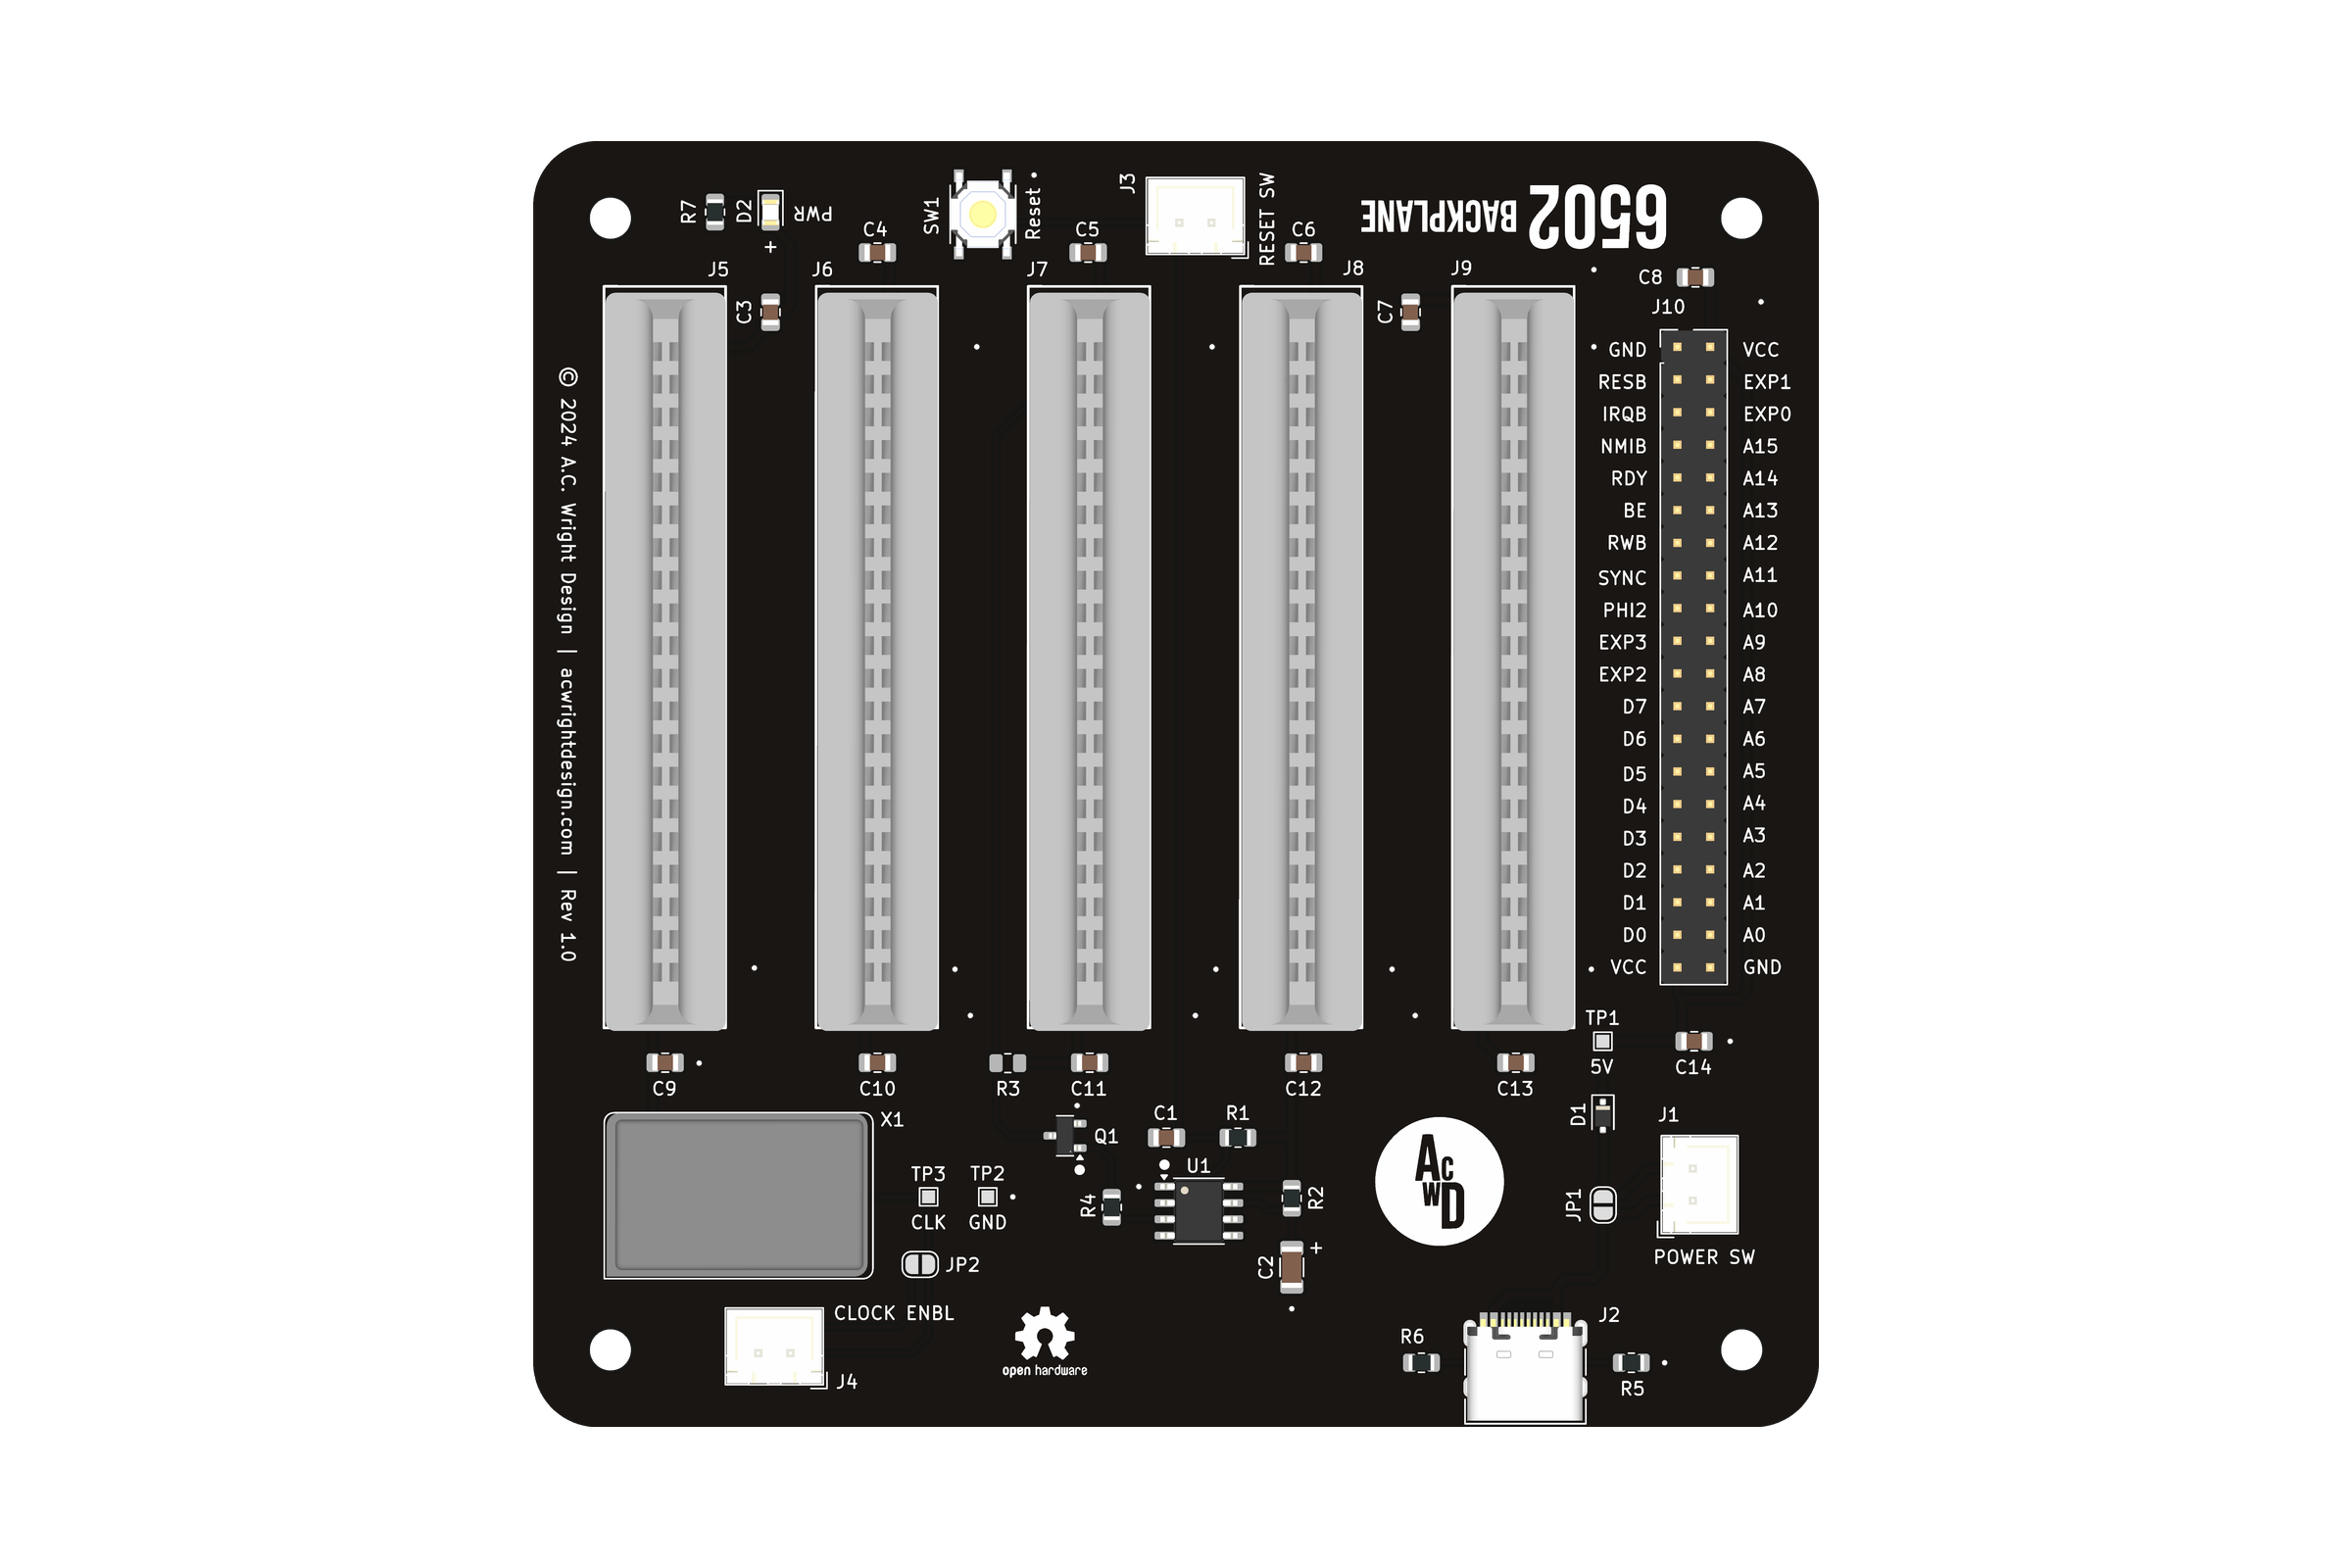 6502 BACKPLANE
R7
D2
PWR
+
SW1
Reset
J3
RESET SW
C4
C5
C6
C8
J5
J6
J7
J8
J9
C3
C7
J10
GND VCC
RESB EXP1
IRQB EXP0
NMIB A15
RDY A14
BE A13
RWB A12
SYNC A11
PHI2 A10
EXP3 A9
EXP2 A8
D7 A7
D6 A6
D5 A5
D4 A4
D3 A3
D2 A2
D1 A1
D0 A0
VCC GND
© 2024 A.C. Wright Design | acwrightdesign.com | Rev 1.0
TP1
5V
C9
C10
R3
C11
C12
C13
C14
X1
Q1
C1
R1
D1
J1
U1
TP3
CLK
TP2
GND
R4
R2
ACWD
JP1
POWER SW
JP2
C2
+
CLOCK ENBL
J4
open hardware
J2
R6
R5